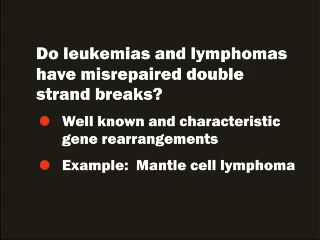 Do leukemias and lymphomas
have misrepaired double
strand breaks?
Well known and characteristic
gene rearrangements
Example: Mantle cell lymphoma